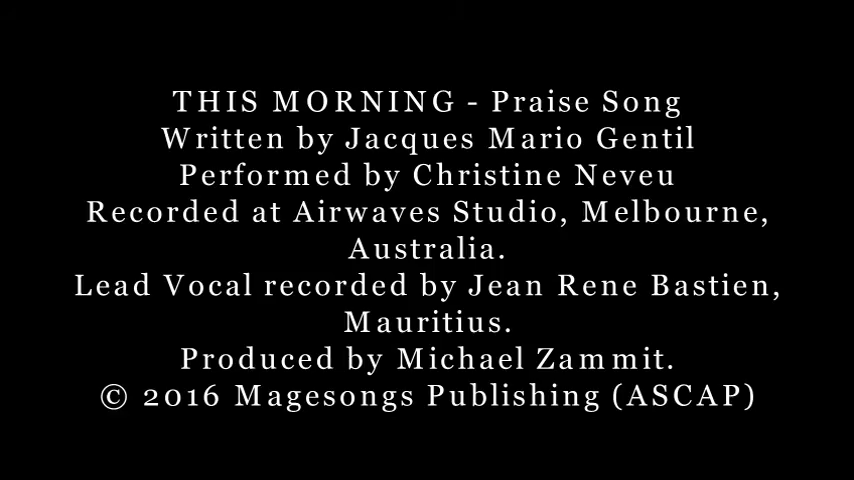 THIS MORNING - Praise Song
Written by Jacques Mario Gentil
Performed by Christine Neveu
Recorded at Airwaves Studio, Melbourne,
Australia.
Lead Vocal recorded by Jean Rene Bastien,
Mauritius.
Produced by Michael Zammit.
© 2016 Magesongs Publishing (ASCAP)